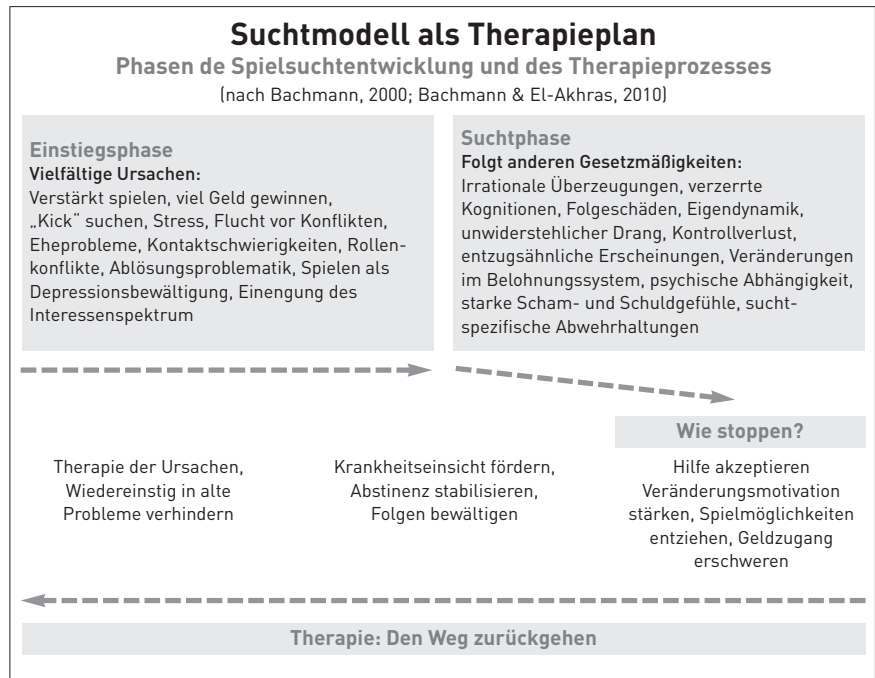 Suchtmodell als Therapieplan
Phasen de Spielsuchtentwicklung und des Therapieprozesses
(nach Bachmann, 2000; Bachmann & El-Akhras, 2010)
Einstiegsphase
Vielfältige Ursachen:
Verstärkt spielen, viel Geld gewinnen,
„Kick“ suchen, Stress, Flucht vor Konflikten,
Eheprobleme, Kontaktschwierigkeiten, Rollen-
konflikte, Ablösungsproblematik, Spielen als
Depressionsbewältigung, Einengung des
Interessenspektrum
Suchtphase
Folgt anderen Gesetzmäßigkeiten:
Irrationale Überzeugungen, verzerrte
Kognitionen, Folgeschäden, Eigendynamik,
unwiderstehlicher Drang, Kontrollverlust,
entzugsähnliche Erscheinungen, Veränderungen
im Belohnungssystem, psychische Abhängigkeit,
starke Scham- und Schuldgefühle, sucht-
spezifische Abwehrhaltungen
Therapie der Ursachen,
Wiedereinstig in alte
Probleme verhindern
Krankheitseinsicht fördern,
Abstinenz stabilisieren,
Folgen bewältigen
Wie stoppen?
Hilfe akzeptieren
Veränderungsmotivation
stärken, Spielmöglichkeiten
entziehen, Geldzugang
erschweren
Therapie: Den Weg zurückgehen